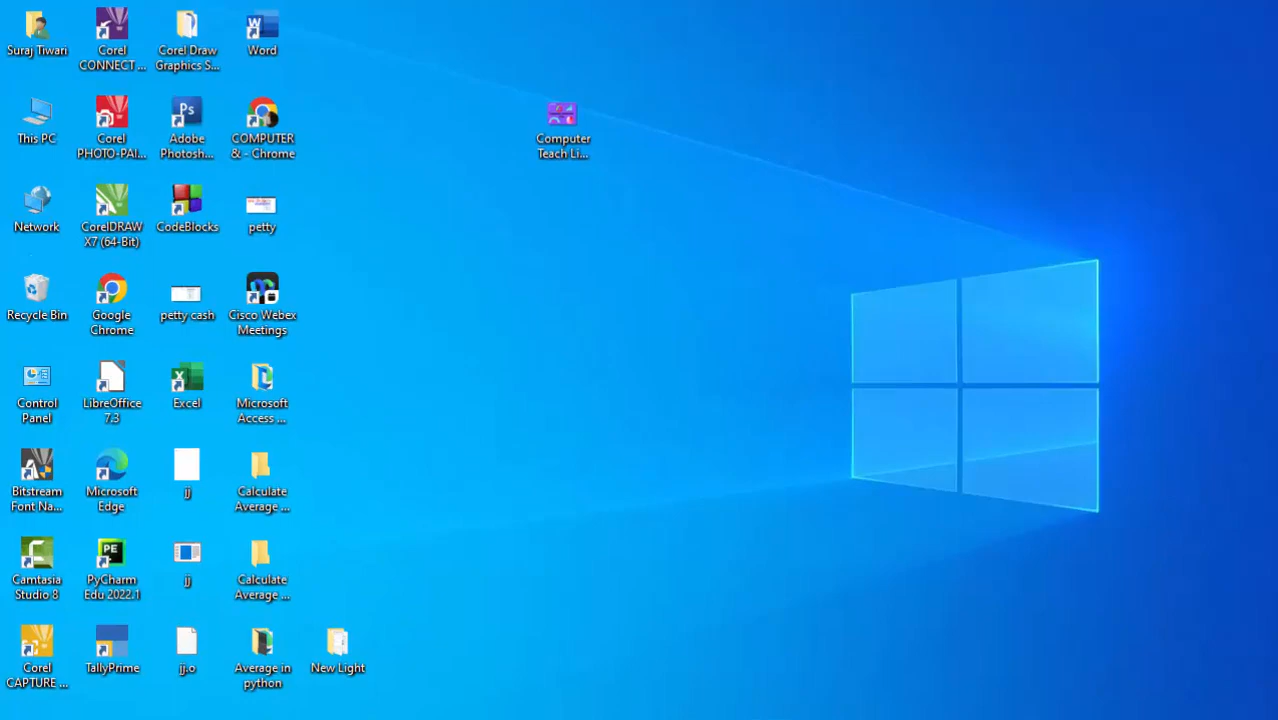 Suraj Tiwari
Corel
CONNECT ...
Corel Draw
Graphics S...
Word
This PC
Corel
PHOTO-PAI...
Adobe
Photosh...
COMPUTER
& - Chrome
Computer
Teach Li...
Network
CorelDRAW
X7 (64-Bit)
CodeBlocks
petty
Recycle Bin
Google
Chrome
petty cash
Cisco Webex
Meetings
Control
Panel
LibreOffice
7.3
Excel
Microsoft
Access ...
Bitstream
Font Na...
Microsoft
Edge
jj
Calculate
Average ...
Camtasia
Studio 8
PyCharm
Edu 2022.1
jj
Calculate
Average ...
Corel
CAPTURE ...
TallyPrime
jj.o
Average in
python
New Light